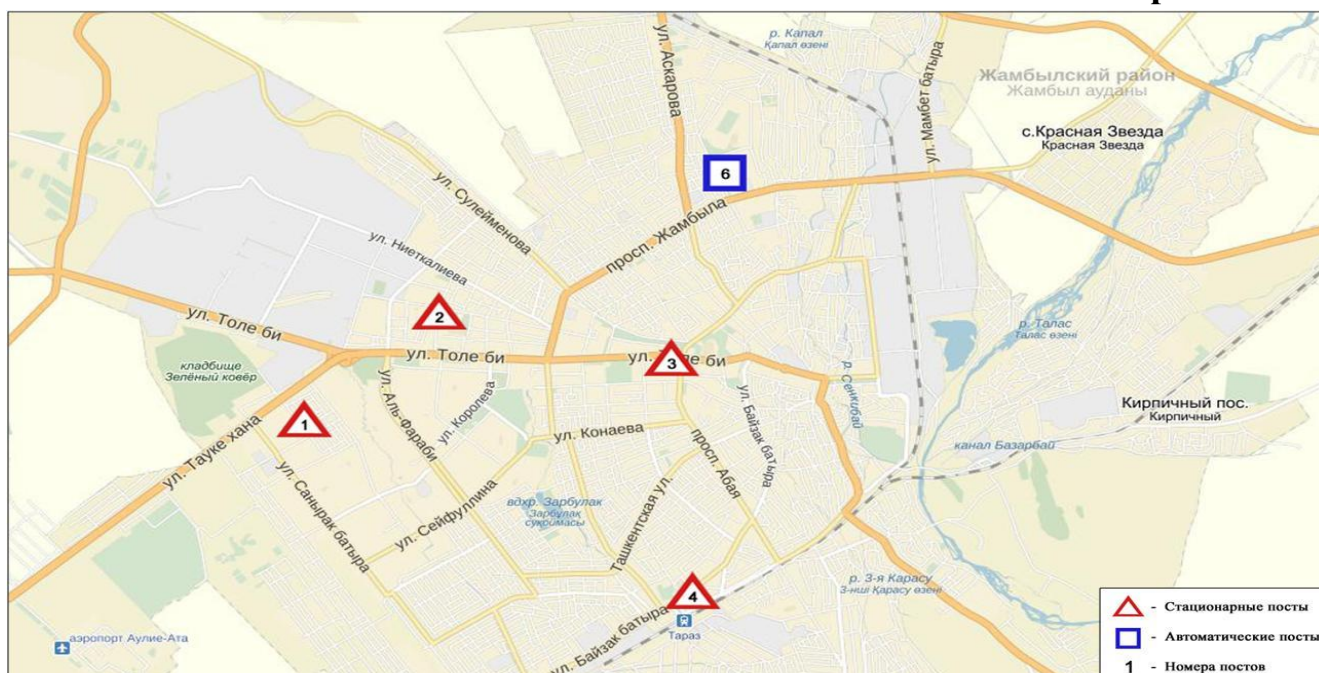 р. Капал
Қапал өзені
ул. Аскарова
ул. Мамбет батыра
Жамбылский район
Жамбыл ауданы
с.Красная Звезда
Красная Звезда
6
ул. Сулейменова
просп. Жамбыла
ул. Ниеткалиева
2
ул. Толе би
ул. Толе би
ул. Толе би
3
р. Талас
Талас өзені
кладбище
Зелёный ковёр
1
ул. Тауке хана
ул. Аль-Фараби
ул. Королева
ул. Конаева
ул. Байзак батыра
р. Сенкибай
Кирпичный пос.
Кирпичный
канал Базарбай
просп. Абая
ул. Санырак батыра
ул. Сейфуллина
вдхр. Зарбулак
Зарбұлақ
суқоймасы
Ташкентская ул.
4
р. 3-я Карасу
3-нші Қарасу өзені
Тараз
ул. Байзак батыра
аэропорт Аулие-Ата
- Стационарные посты
- Автоматические посты
1 - Номера постов